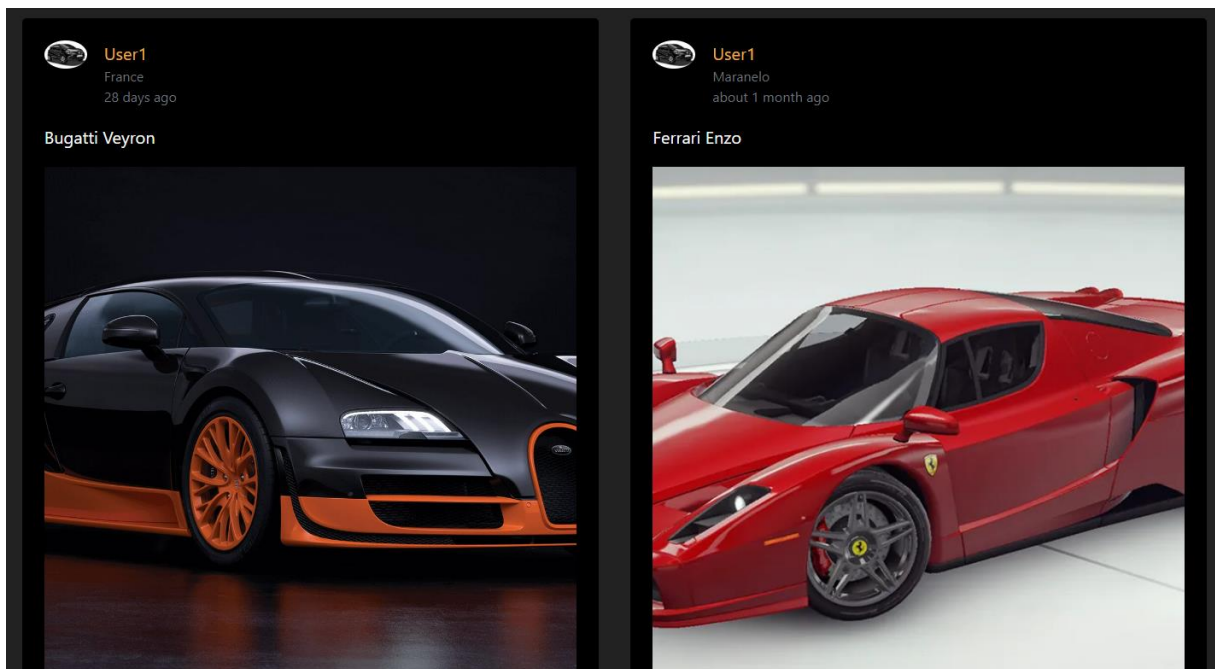 User1
France
28 days ago
Bugatti Veyron
User1
Maranelo
about 1 month ago
Ferrari Enzo